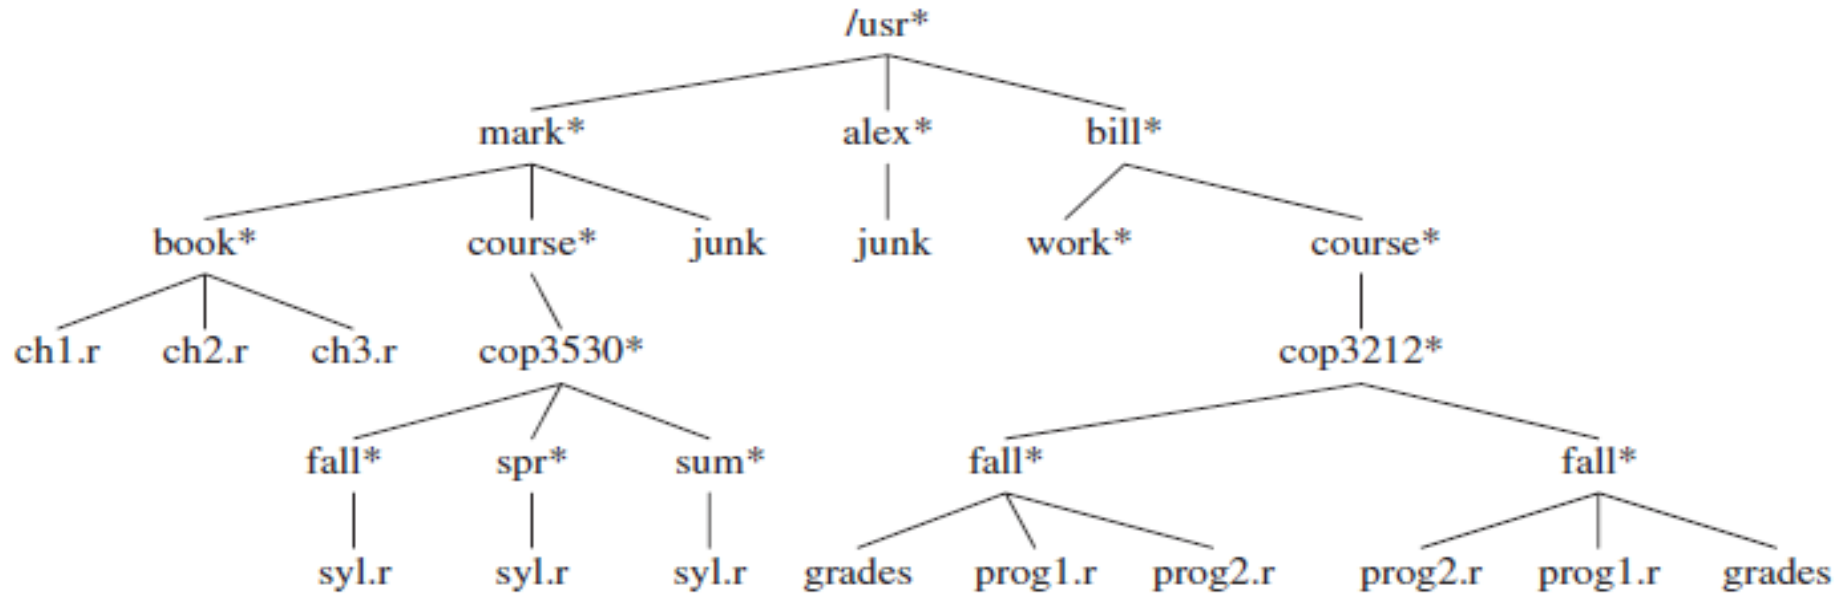 /usr*
mark* alex* bill*
book* course* junk junk work* course*
ch1.r ch2.r ch3.r cop3530* cop3212*
fall* spr* sum* fall* fall*
syl.r syl.r syl.r grades prog1.r prog2.r prog2.r prog1.r grades